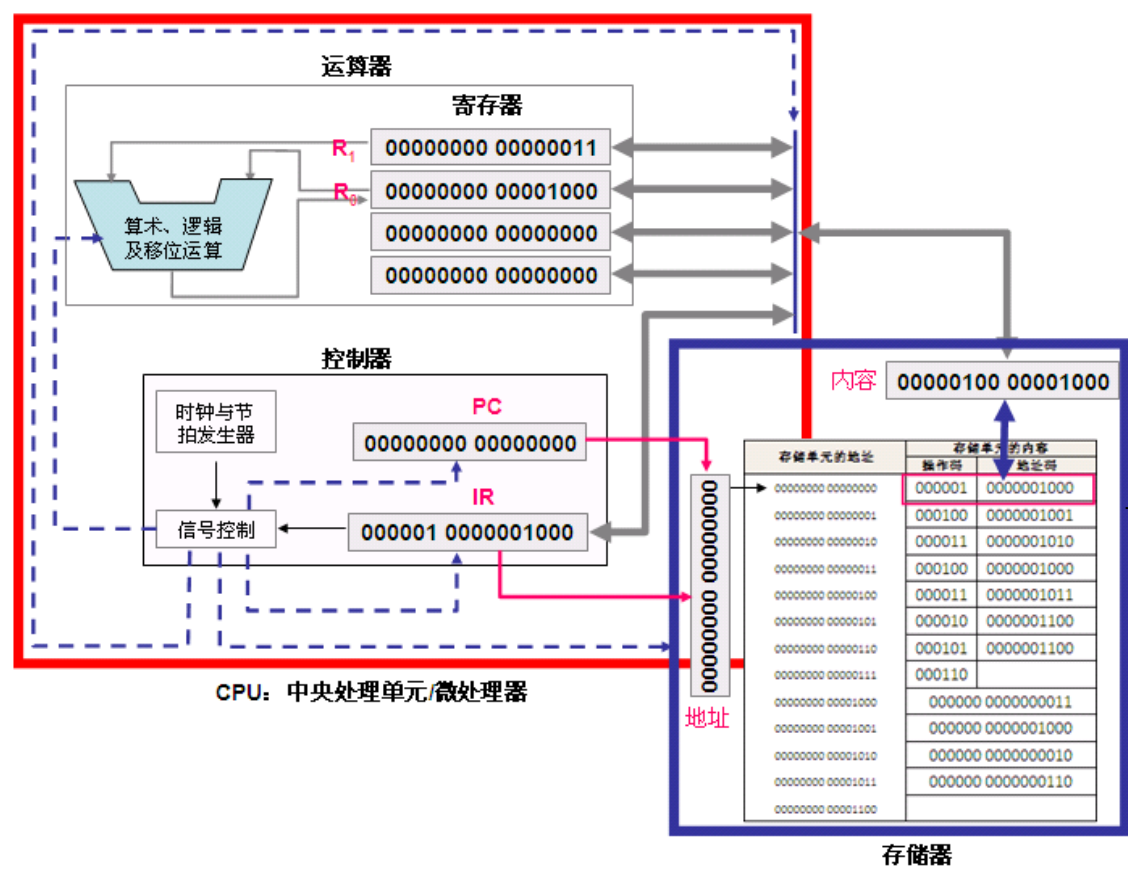 运算器
寄存器
R1 00000000 00000011
R0 00000000 00001000
00000000 00000000
00000000 00000000
算术、逻辑
及移位运算
控制器
时钟与节
拍发生器
PC
00000000 00000000
IR
信号控制
000001 0000001000
CPU：中央处理单元/微处理器
内容 00000100 00001000
00000000 00000000
地址
存储单元的地址 存储单元的内容
操作码 地址码
00000000 00000000 000001 0000001000
00000000 00000001 000100 0000001001
00000000 00000010 000011 0000001010
00000000 00000011 000100 0000001000
00000000 00000100 000011 0000001011
00000000 00000101 000010 0000001100
00000000 00000110 000101 0000001100
00000000 00000111 000110
00000000 00001000 000000 0000000011
00000000 00001001 000000 0000001000
00000000 00001010 000000 0000000010
00000000 00001011 000000 0000000110
00000000 00001100
存储器